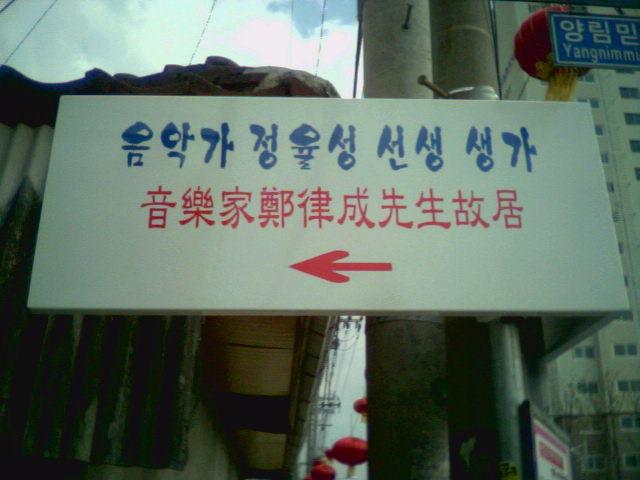 음악가 정율성 선생 생가
音樂家鄭律成先生故居
양림
Yangnimmi